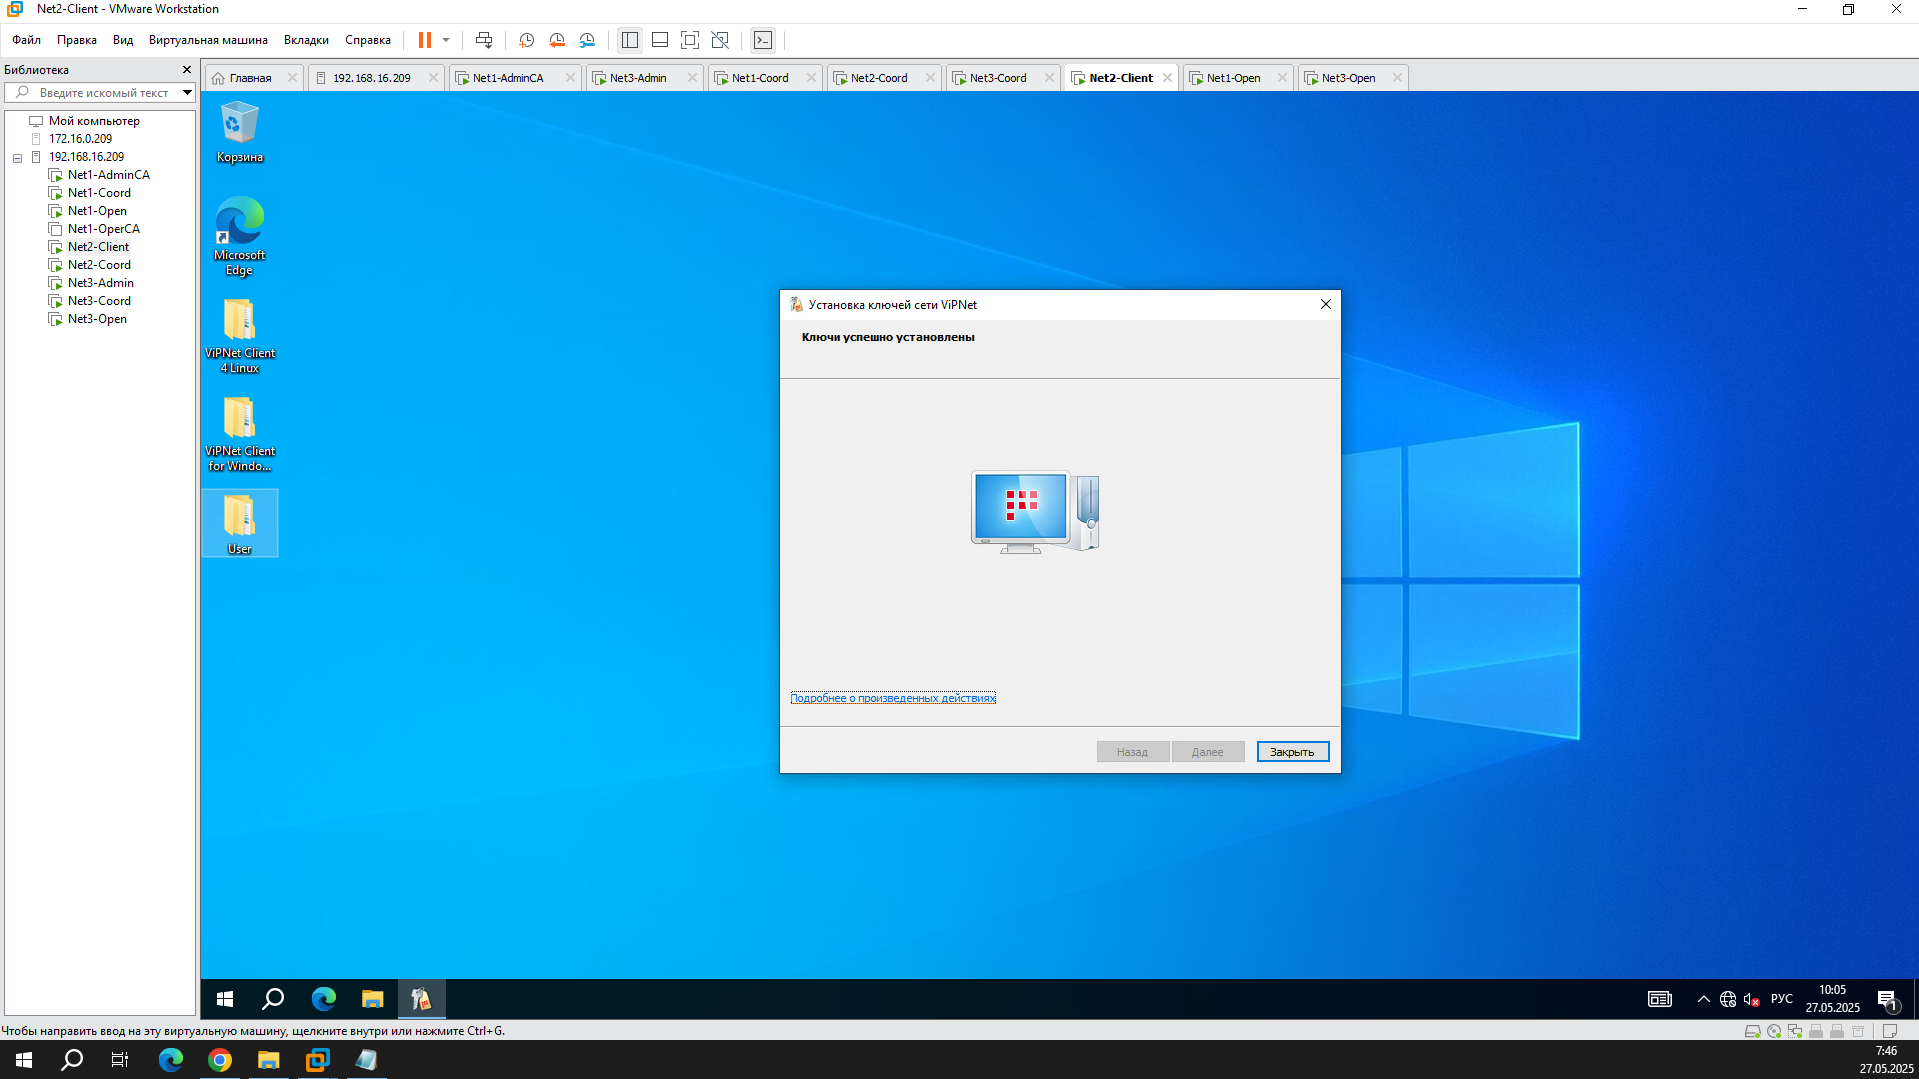 Net2-Client - VMware Workstation
Файл Правка Вид Виртуальная машина Вкладки Справка
Библиотека
Введите искомый текст
Мой компьютер
172.16.0.209
192.168.16.209
Net1-AdminCA
Net1-Coord
Net1-Open
Net1-OperCA
Net2-Client
Net2-Coord
Net3-Admin
Net3-Coord
Net3-Open
Главная 192.168.16.209 Net1-AdminCA Net3-Admin Net1-Coord Net2-Coord Net3-Coord Net2-Client Net1-Open Net3-Open
Корзина
Microsoft
Edge
ViPNet Client
4 Linux
ViPNet Client
for Windo...
User
Установка ключей сети ViPNet
Ключи успешно установлены
Подробнее о произведенных действиях
Назад Далее Закрыть
РУС
10:05
27.05.2025
1
Чтобы направить ввод на эту виртуальную машину, щелкните внутри или нажмите Ctrl+G.
7:46
27.05.2025